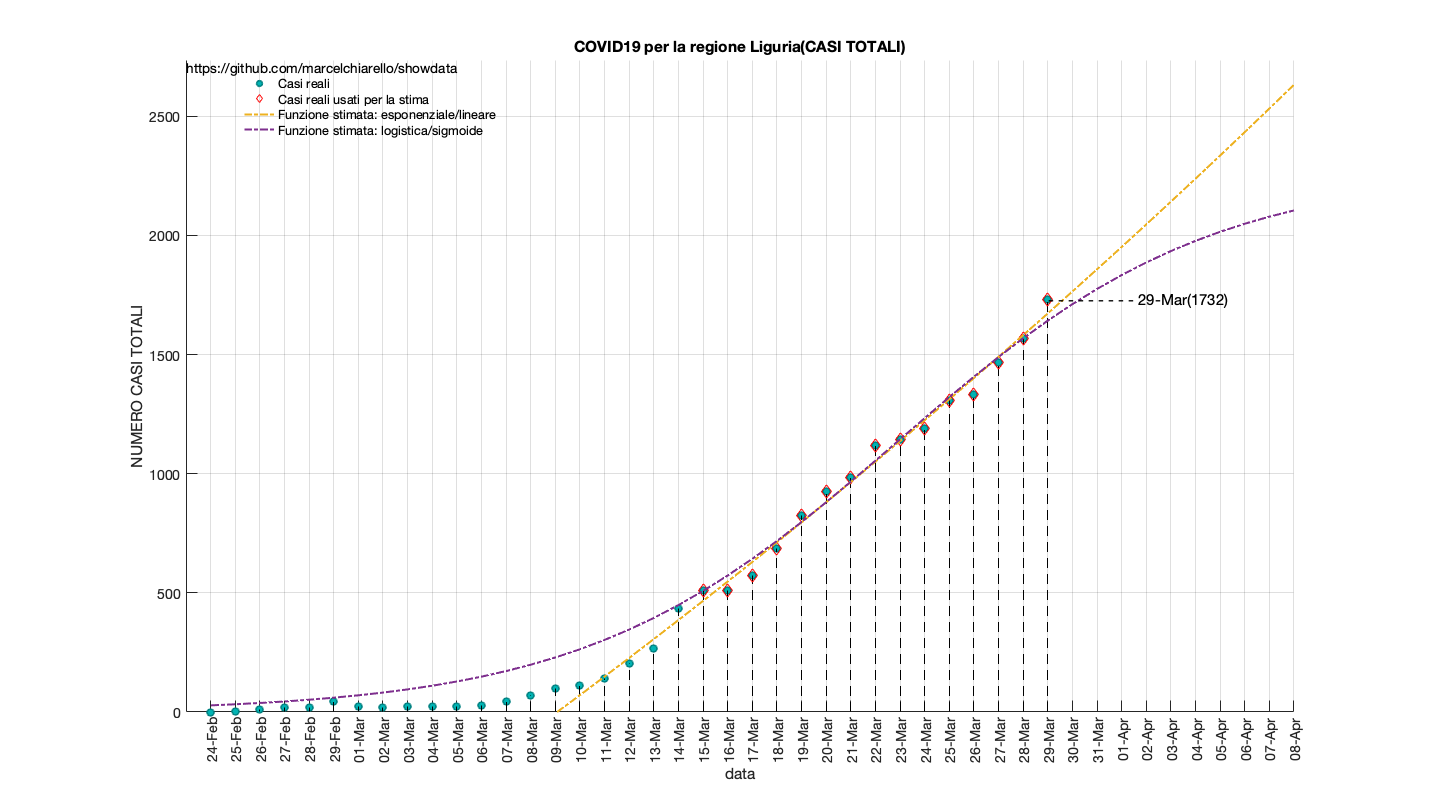 COVID19 per la regione Liguria(CASI TOTALI)
https://github.com/marcelchiarello/showdata
Casi reali
Casi reali usati per la stima
Funzione stimata: esponenziale/lineare
Funzione stimata: logistica/sigmoide
NUMERO CASI TOTALI
2500
2000
1500
1000
500
0
29-Mar(1732)
24-Feb
25-Feb
26-Feb
27-Feb
28-Feb
29-Feb
01-Mar
02-Mar
03-Mar
04-Mar
05-Mar
06-Mar
07-Mar
08-Mar
09-Mar
10-Mar
11-Mar
12-Mar
13-Mar
14-Mar
15-Mar
16-Mar
17-Mar
18-Mar
19-Mar
20-Mar
21-Mar
22-Mar
23-Mar
24-Mar
25-Mar
26-Mar
27-Mar
28-Mar
29-Mar
30-Mar
31-Mar
01-Apr
02-Apr
03-Apr
04-Apr
05-Apr
06-Apr
07-Apr
08-Apr
data